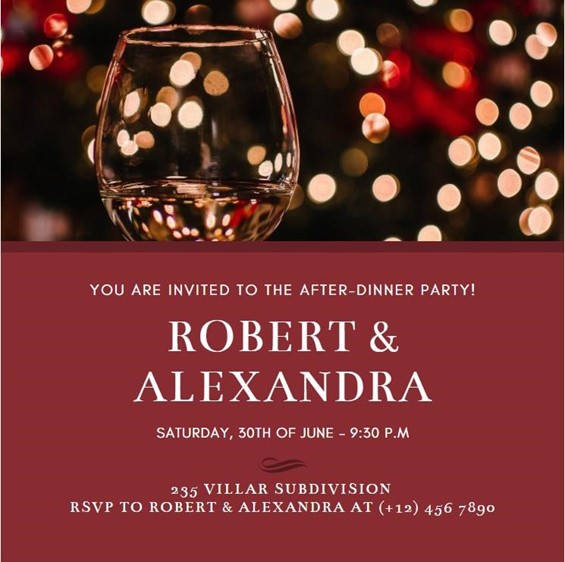 YOU ARE INVITED TO THE AFTER-DINNER PARTY!
ROBERT &
ALEXANDRA
SATURDAY, 30TH OF JUNE - 9:30 P.M
235 VILLAR SUBDIVISION
RSVP TO ROBERT & ALEXANDRA AT (+12) 456 7890